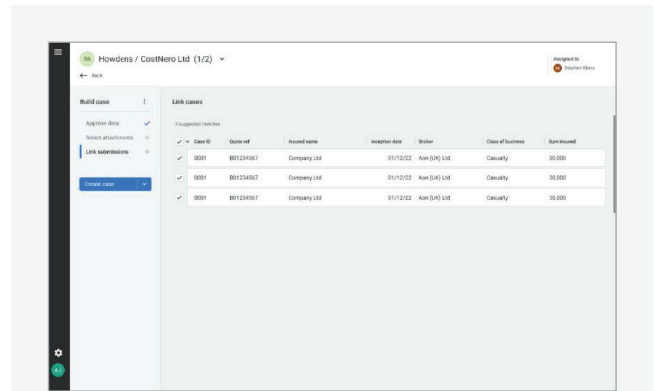 Howdens / CostNero Ltd (1/2)
← Back
Assigned to
Build case
Approve data
Select attachments
Link submissions
Create case
Link cases
3 suggested matches
Case ID Quote ref Insured name Inception date Broker Class of business Sum insured
0001 B01234567 Company Ltd 01/12/22 Aon (UK) Ltd Casualty 30,000
0001 B01234567 Company Ltd 01/12/22 Aon (UK) Ltd Casualty 30,000
0001 B01234567 Company Ltd 01/12/22 Aon (UK) Ltd Casualty 30,000
AJ